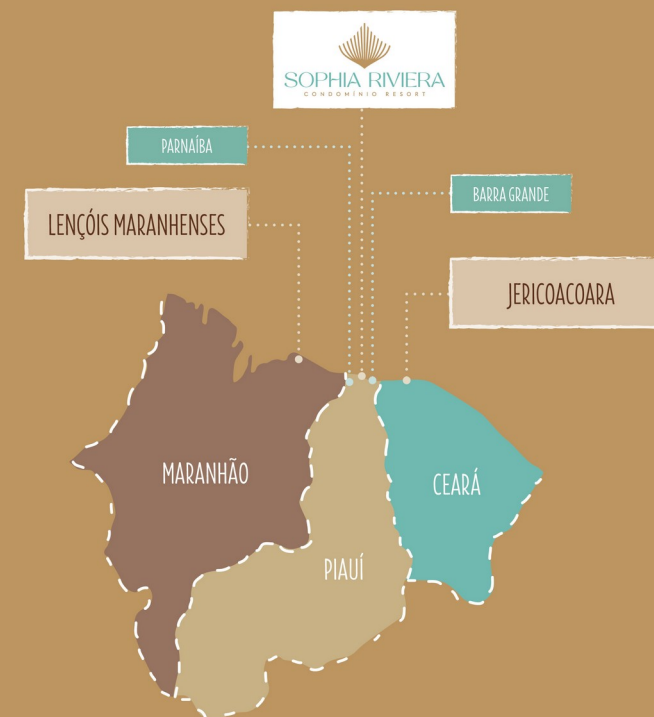 SOPHIA RIVIERA
CONDOMÍNIO RESORT
PARNAÍBA
BARRA GRANDE
LENÇÓIS MARANHENSES
JERICOACOARA
MARANHÃO
CEARÁ
PIAUÍ